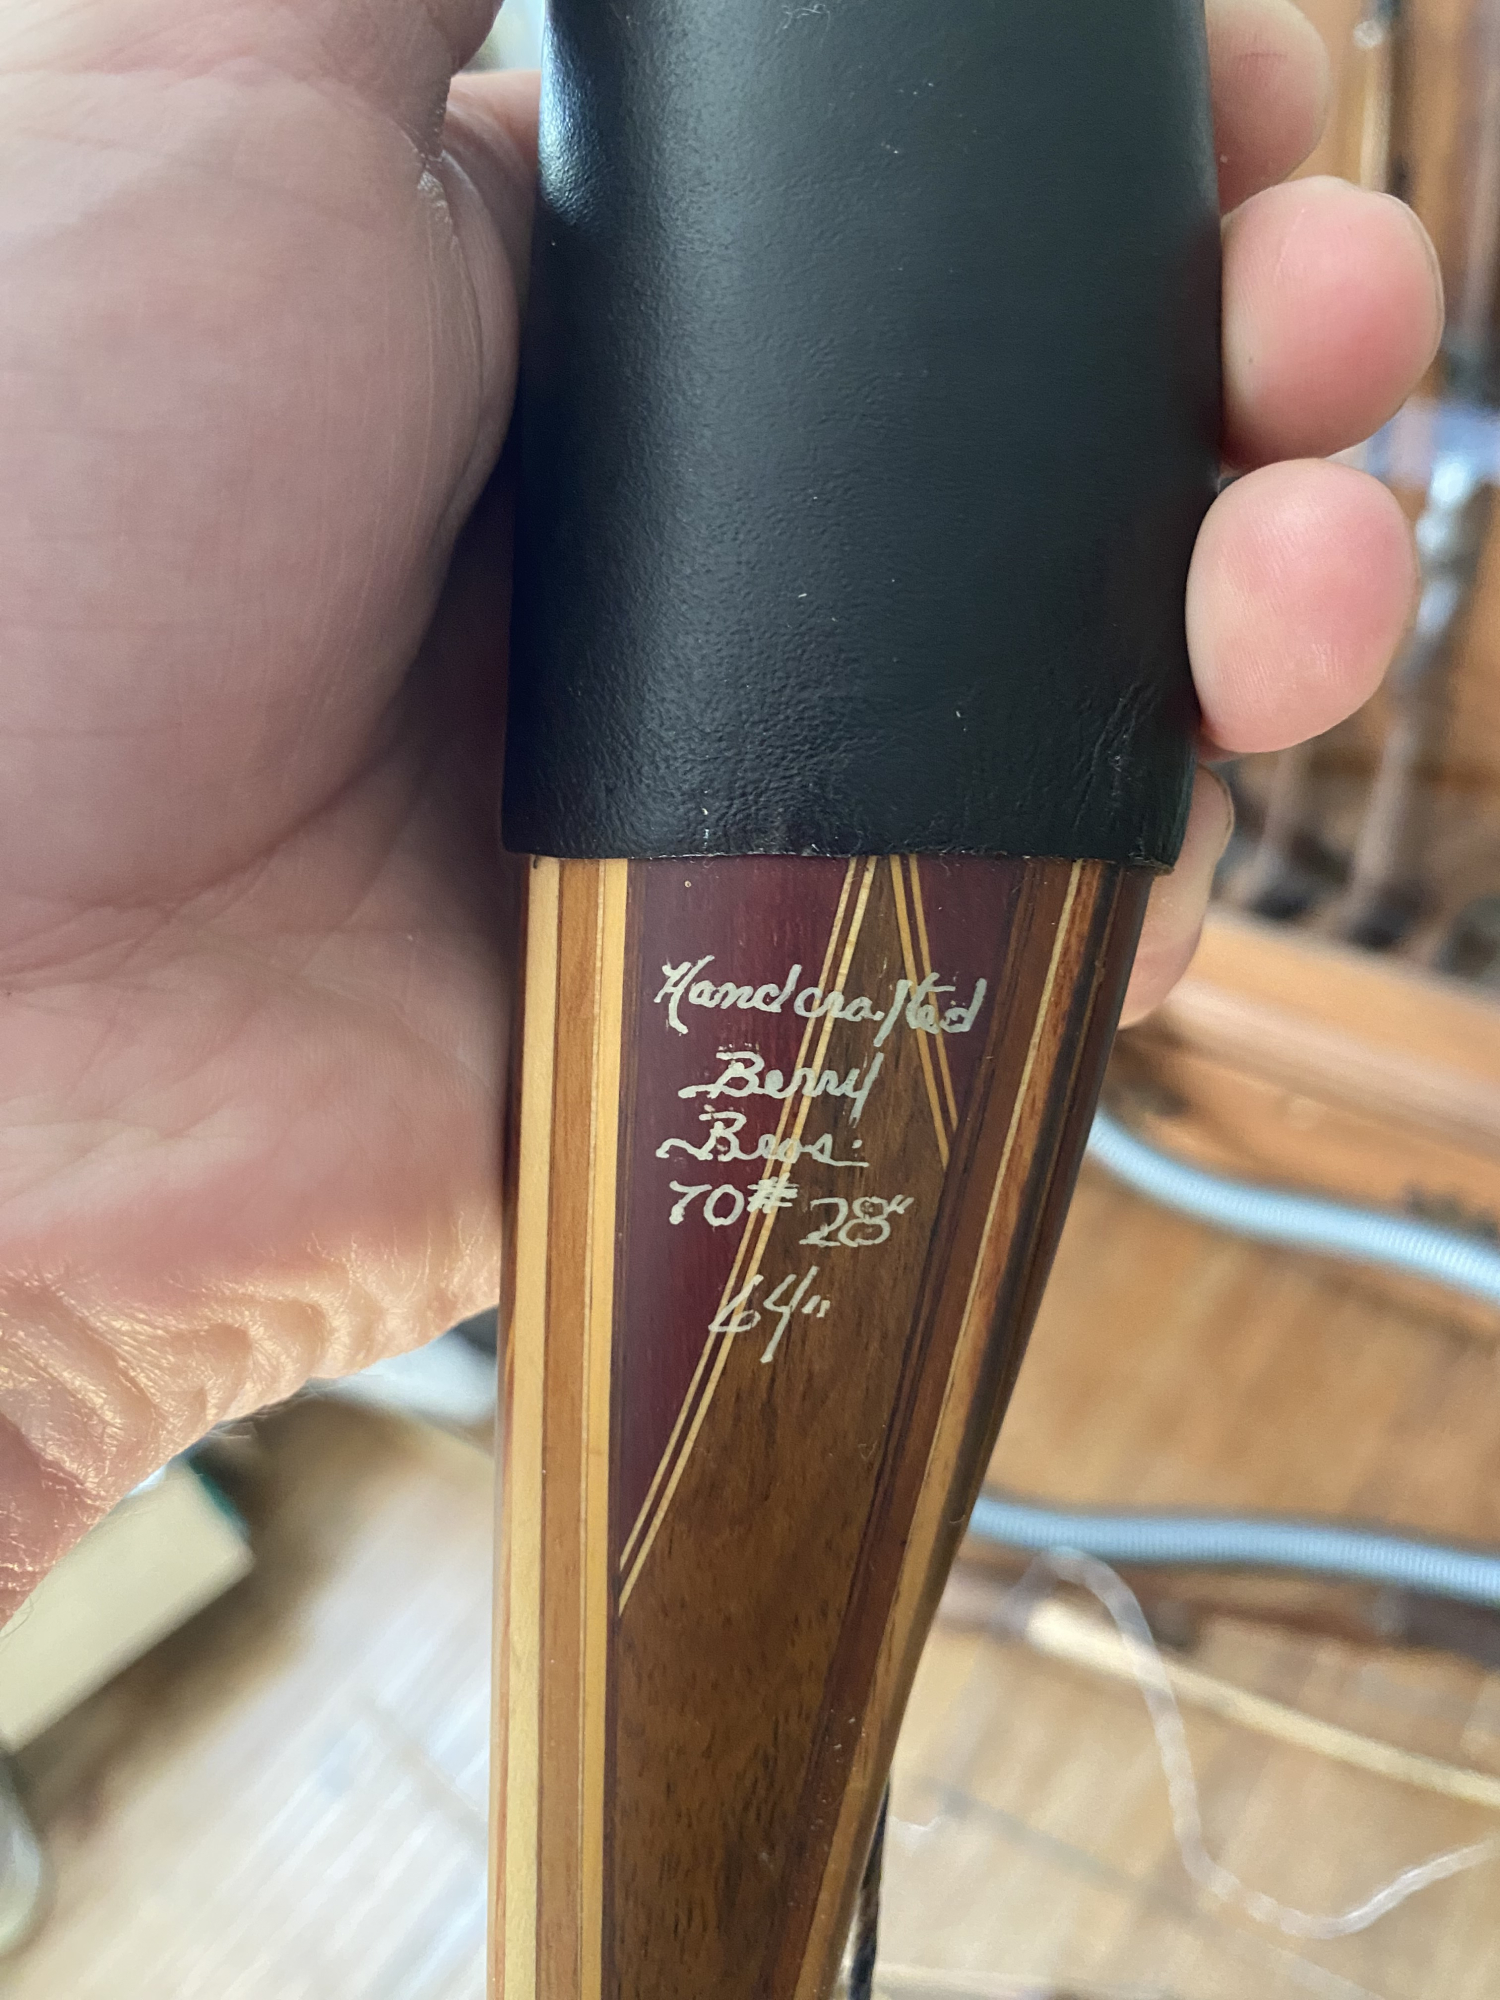 Handcrafted
Berry
Bros.
70# 28"
64"